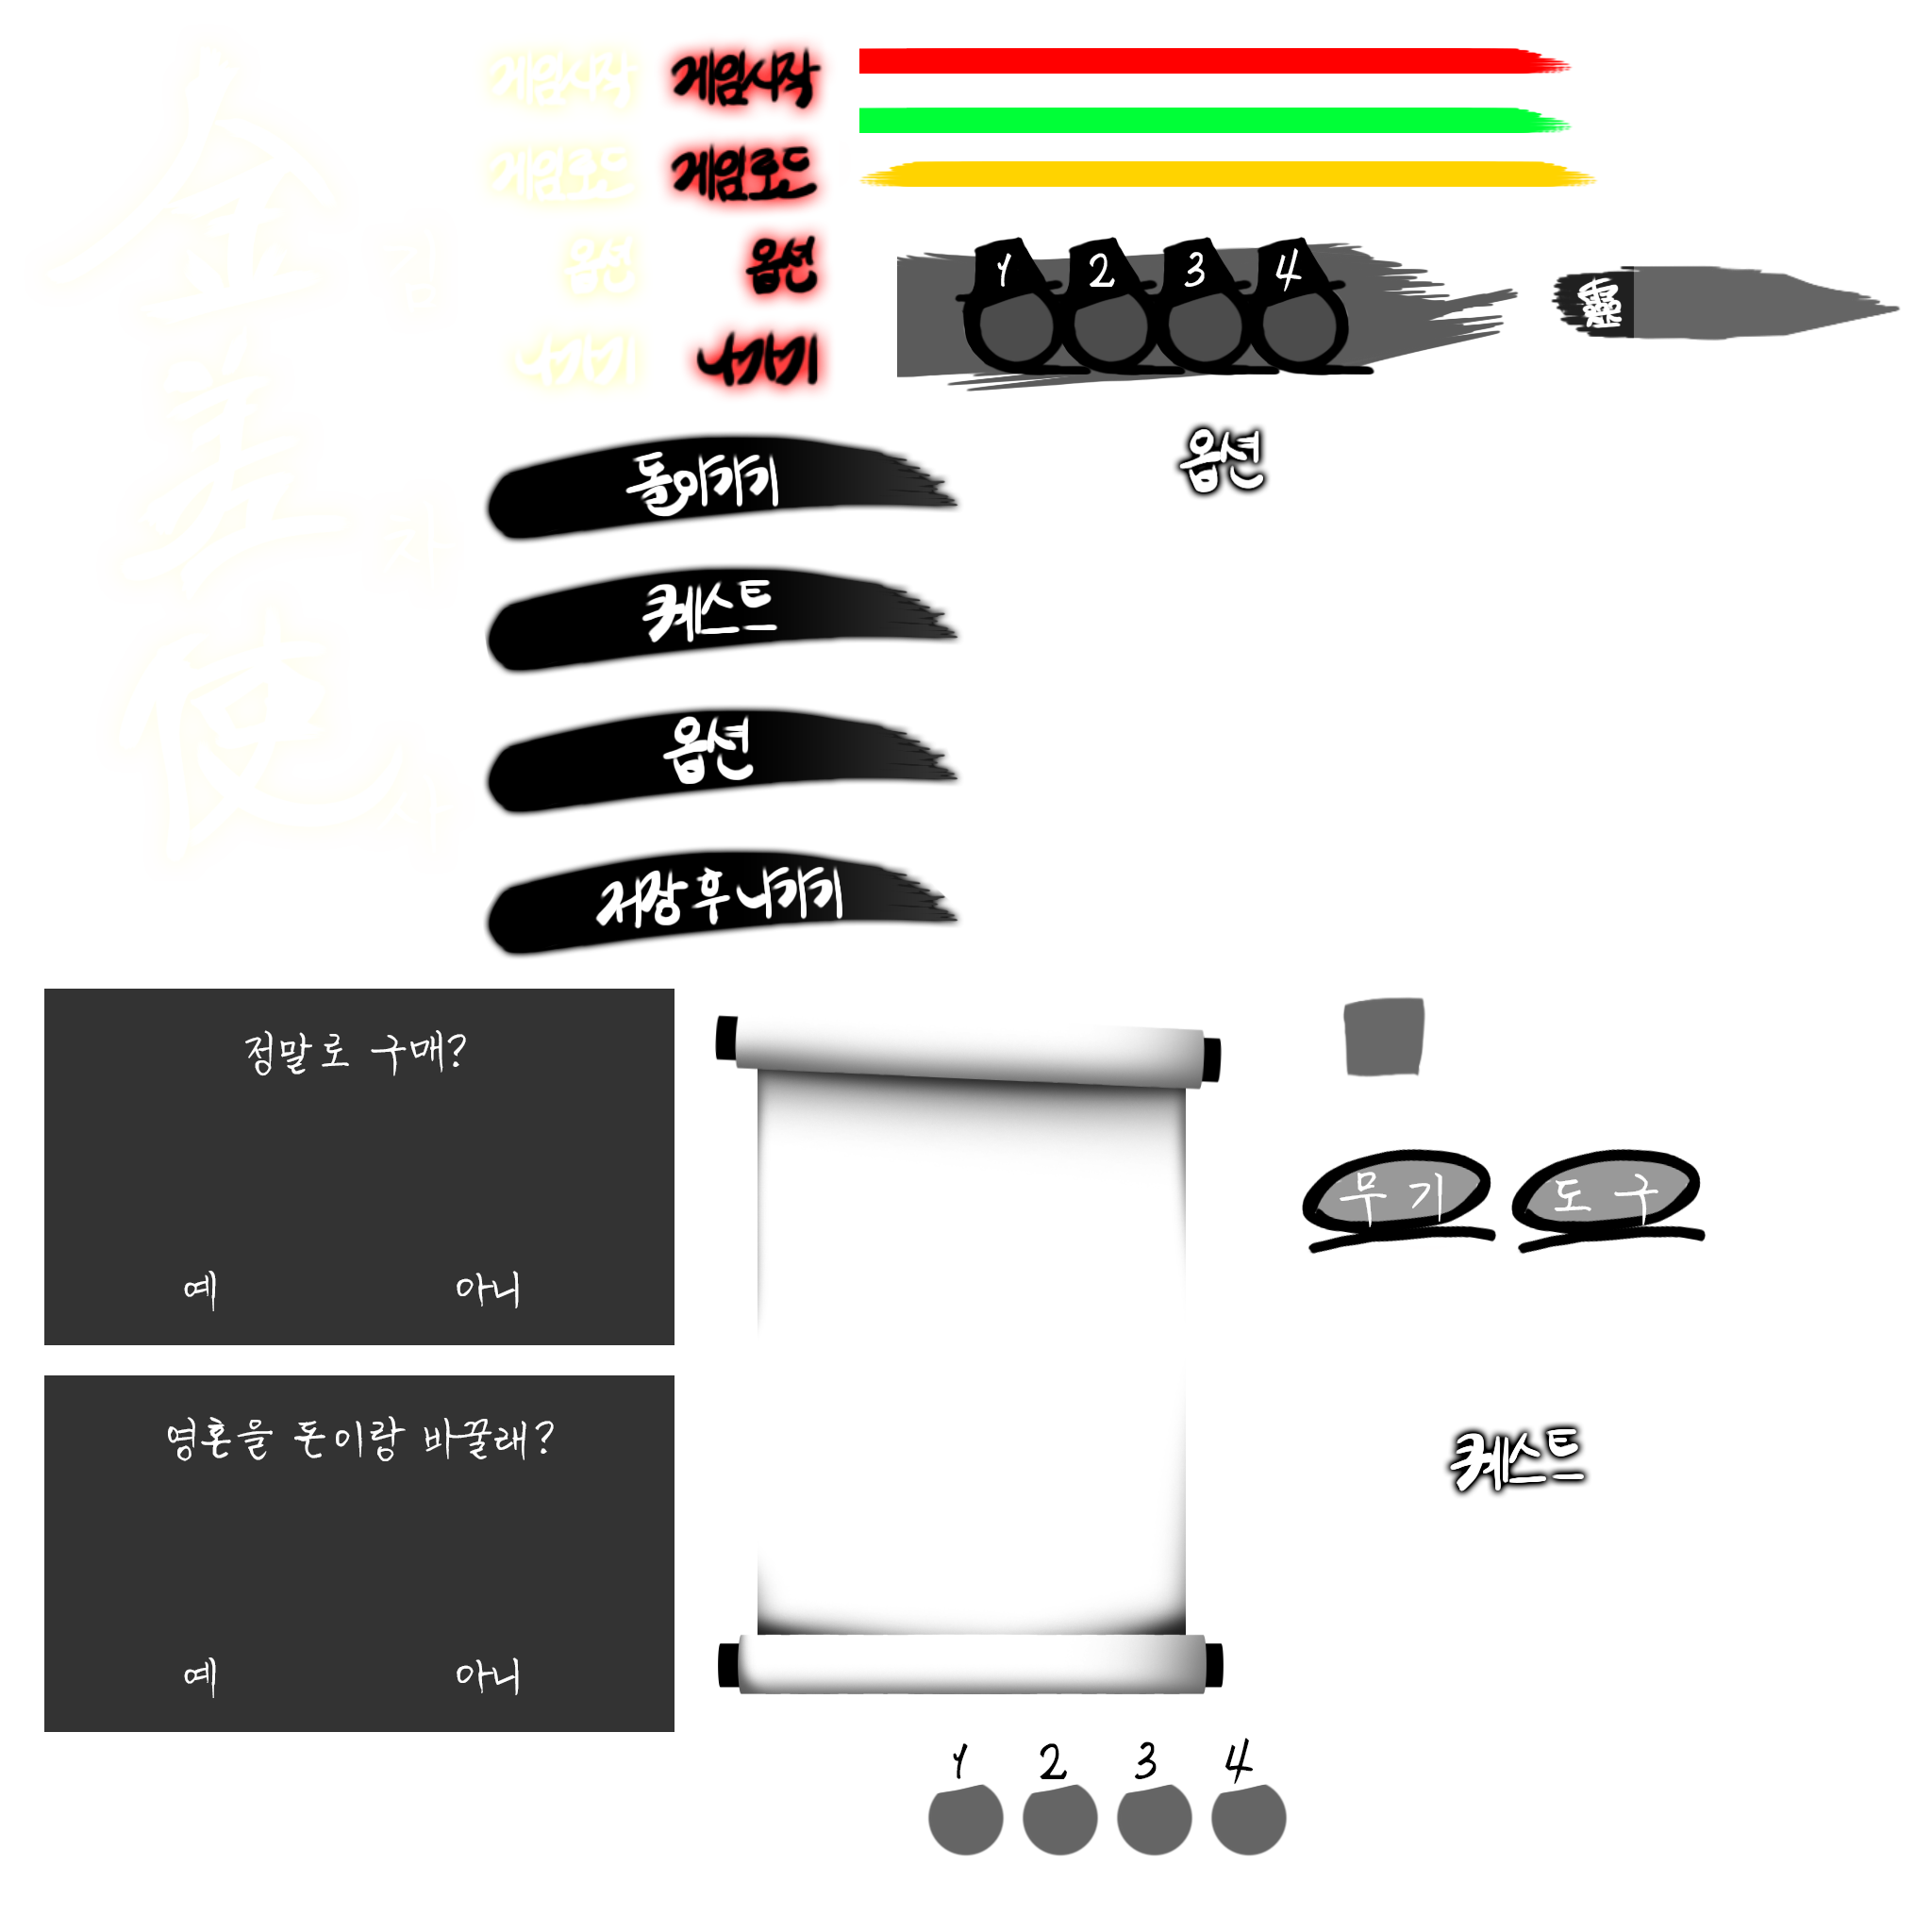 金差使
게임시작 게임시작
게임로드 게임로드
옵션 옵션
나가기 나가기
1 2 3 4
靈
옵션
돌아가기
퀘스트
옵션
저장 후 나가기
정말로 구매?
예 아니
무기 도구
영혼을 돈이랑 바꿀래?
예 아니
퀘스트
1 2 3 4